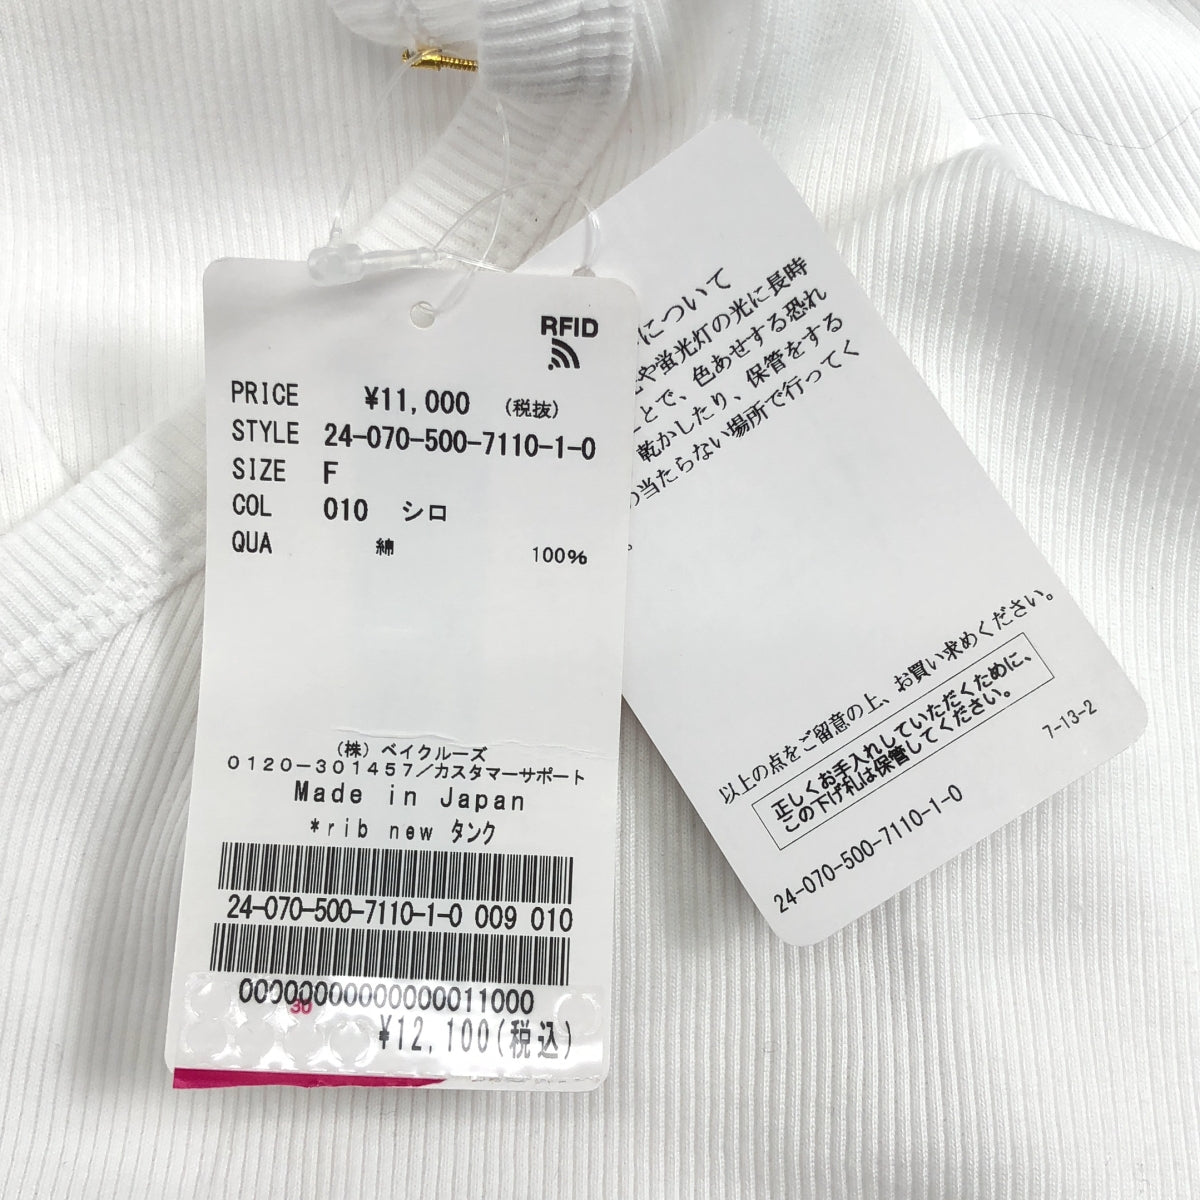 RFID
PRICE ¥11,000 (税抜)
STYLE 24-070-500-7110-1-0
SIZE F
COL 010 シロ
QUA 綿 100%
(株) ベイクルーズ
0120-301457/カスタマーサポート
Made in Japan
*rib new タンク
24-070-500-7110-1-0 009 010
00000000000000011000
30
¥12,100(税込)
について
や蛍光灯の光に長時
とで、色あせする恐れ
乾かしたり、保管をする
の当たらない場所で行ってく
。
以上の点をご留意の上、お買い求めください。
正しくお手入れしていただくために、
この下げ札は保管してください。
7-13-2
24-070-500-7110-1-0